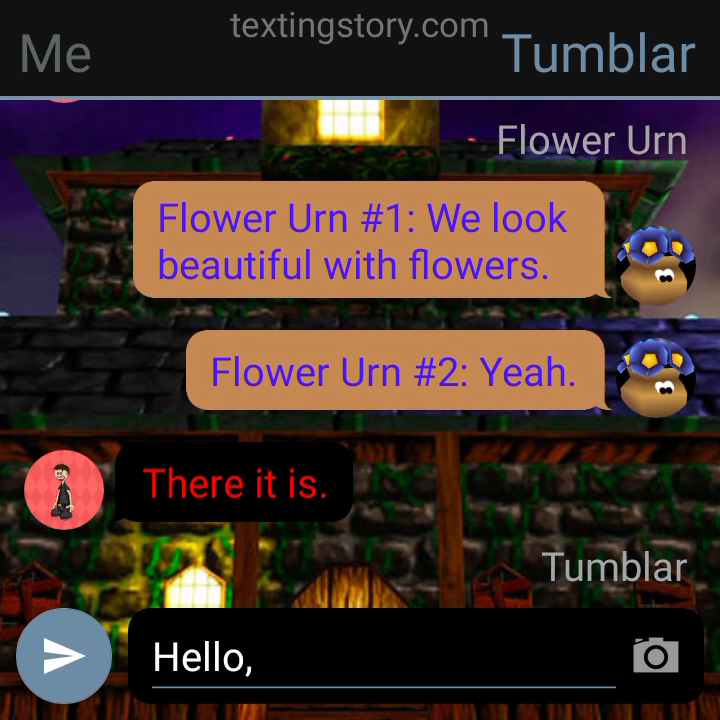 textingstory.com
Me
Tumblar
Flower Urn
Flower Urn #1: We look
beautiful with flowers.
Flower Urn #2: Yeah.
There it is.
Tumblar
Hello,